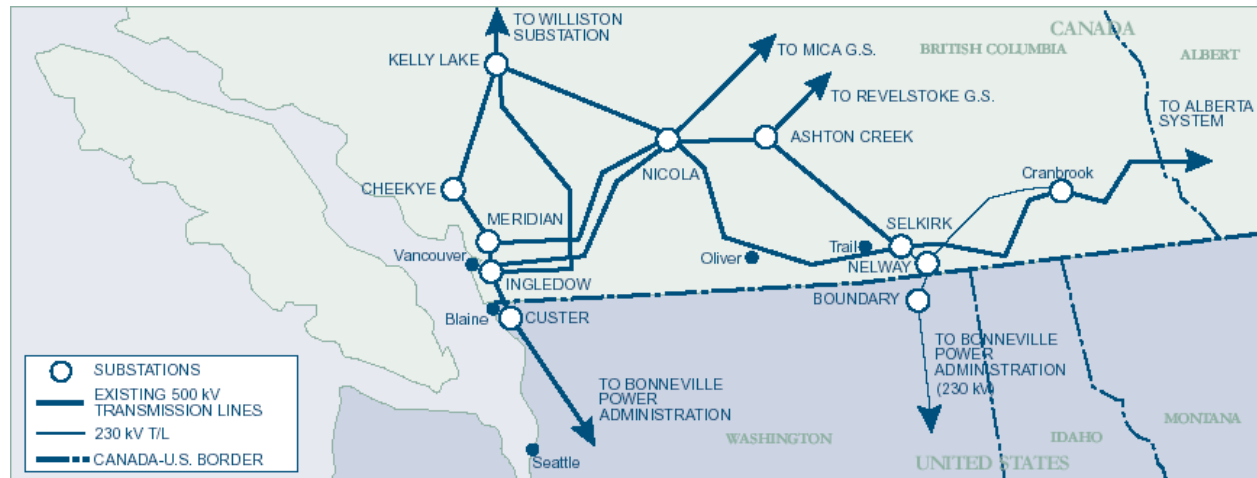 TO WILLISTON
SUBSTATION
KELLY LAKE
TO MICA G.S.
BRITISH COLUMBIA
CANADA
ALBERT
TO REVELSTOKE G.S.
TO ALBERTA
SYSTEM
ASHTON CREEK
NICOLA
Cranbrook
CHEEKYE
MERIDIAN
SELKIRK
Vancouver
Oliver
Trail
NELWAY
INGLEDOW
BOUNDARY
Blaine
CUSTER
TO BONNEVILLE
POWER
ADMINISTRATION
(230 kV)
TO BONNEVILLE
POWER
ADMINISTRATION
WASHINGTON
IDAHO
MONTANA
UNITED STATES
Seattle
SUBSTATIONS
EXISTING 500 kV
TRANSMISSION LINES
230 kV T/L
CANADA-U.S. BORDER